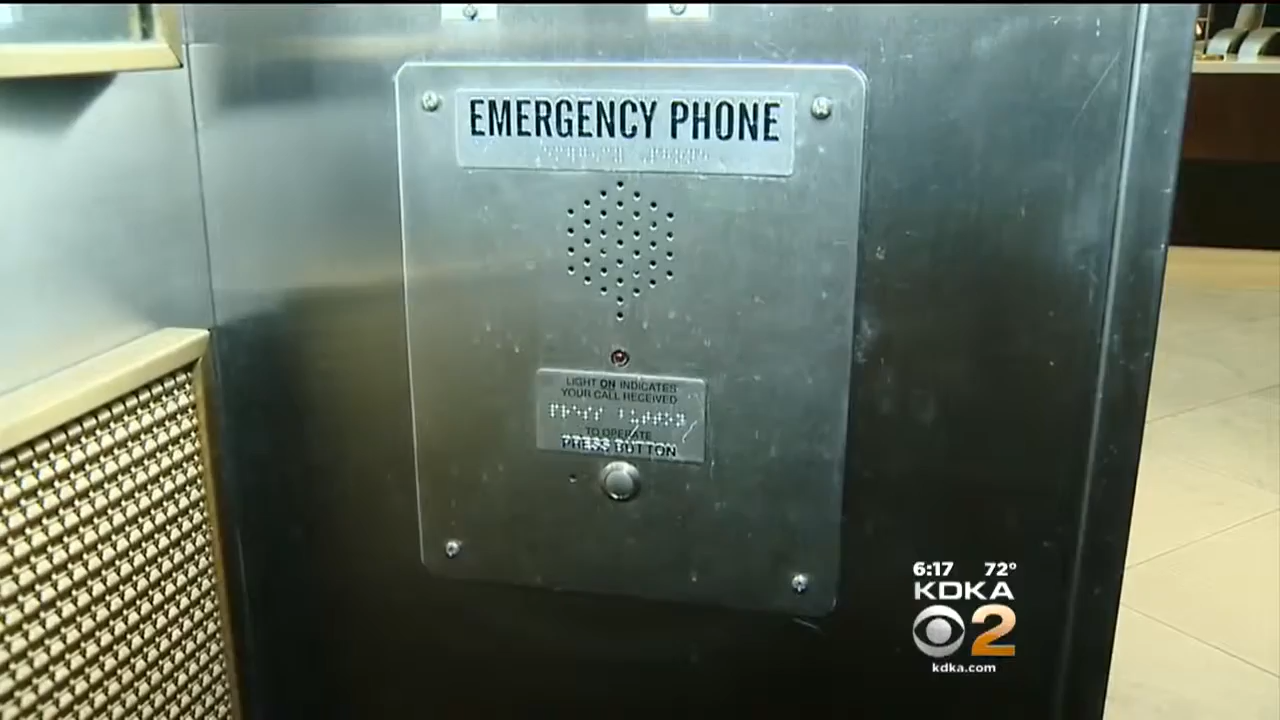 EMERGENCY PHONE
LIGHT ON INDICATES
YOUR CALL RECEIVED
TO OPERATE
PRESS BUTTON
6:17 72°
KDKA
2
kdka.com